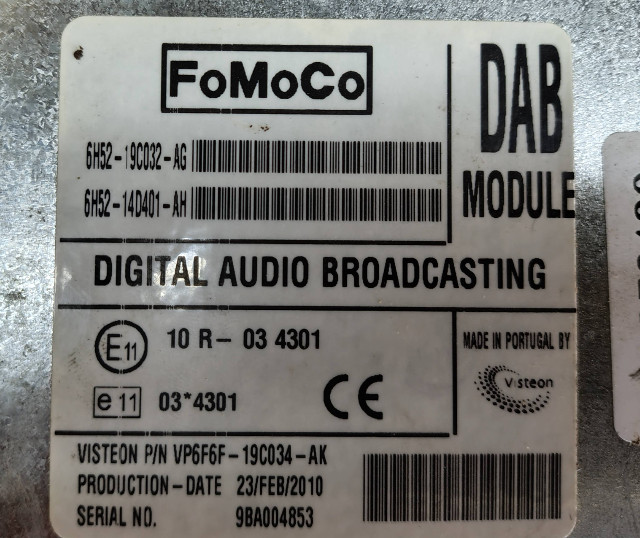 FoMoCo
DAB
MODULE
6H52-19C032-AG
6H52-14D401-AH
DIGITAL AUDIO BROADCASTING
E11 10 R-03 4301
e 11 03*4301 CE
MADE IN PORTUGAL BY
Visteon
VISTEON P/N VP6F6F-19C034-AK
PRODUCTION-DATE 23/FEB/2010
SERIAL NO. 9BA004853